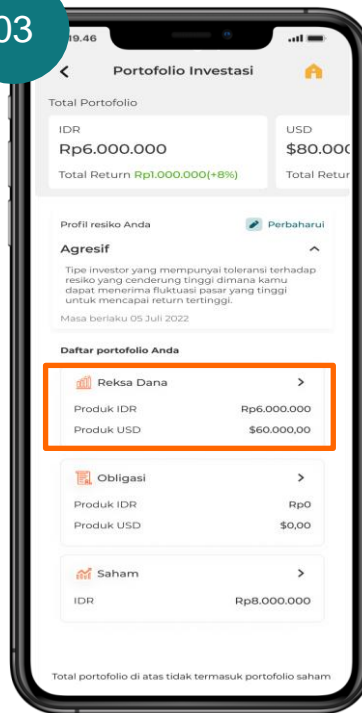 03
19.46
Portofolio Investasi
Total Portofolio
IDR
Rp6.000.000
Total Return Rp1.000.000(+8%)
USD
$80.000
Total Retur
Profil resiko Anda
Perbaharui
Agresif
Tipe investor yang mempunyai toleransi terhadap
resiko yang cenderung tinggi dimana kamu
dapat menerima fluktuasi pasar yang tinggi
untuk mencapai return tertinggi.
Masa berlaku 05 Juli 2022
Daftar portofolio Anda
Reksa Dana
Produk IDR Rp6.000.000
Produk USD $60.000,00
Obligasi
Produk IDR Rp0
Produk USD $0,00
Saham
IDR Rp8.000.000
Total portofolio di atas tidak termasuk portofolio saham